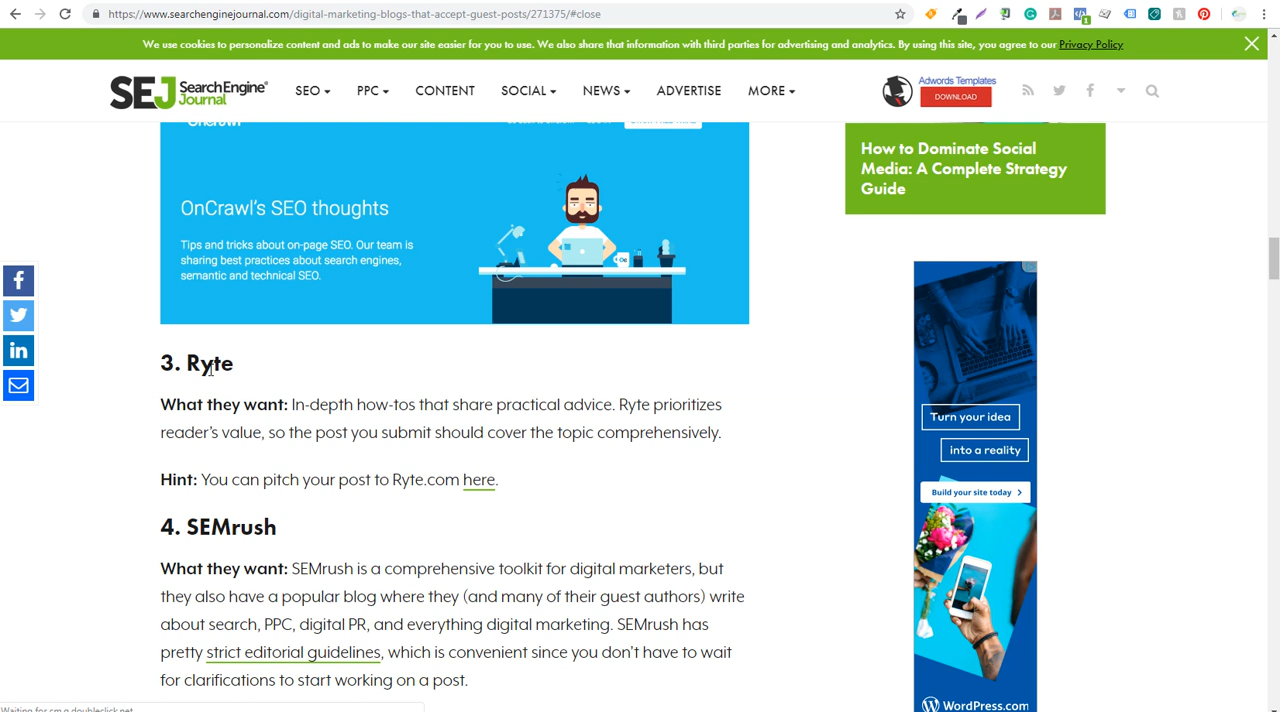 https://www.searchenginejournal.com/digital-marketing-blogs-that-accept-guest-posts/271375/#close
We use cookies to personalize content and ads to make our site easier for you to use. We also share that information with third parties for advertising and analytics. By using this site, you agree to our Privacy Policy
SEJ Search Engine Journal®
SEO PPC CONTENT SOCIAL NEWS ADVERTISE MORE
Adwords Templates
DOWNLOAD
OnCrawl's SEO thoughts
Tips and tricks about on-page SEO. Our team is
sharing best practices about search engines,
semantic and technical SEO.
How to Dominate Social
Media: A Complete Strategy
Guide
3. Ryte
What they want: In-depth how-tos that share practical advice. Ryte prioritizes
reader's value, so the post you submit should cover the topic comprehensively.
Hint: You can pitch your post to Ryte.com here.
4. SEMrush
What they want: SEMrush is a comprehensive toolkit for digital marketers, but
they also have a popular blog where they (and many of their guest authors) write
about search, PPC, digital PR, and everything digital marketing. SEMrush has
pretty strict editorial guidelines, which is convenient since you don't have to wait
for clarifications to start working on a post.
Turn your idea
into a reality
Build your site today
WordPress.com